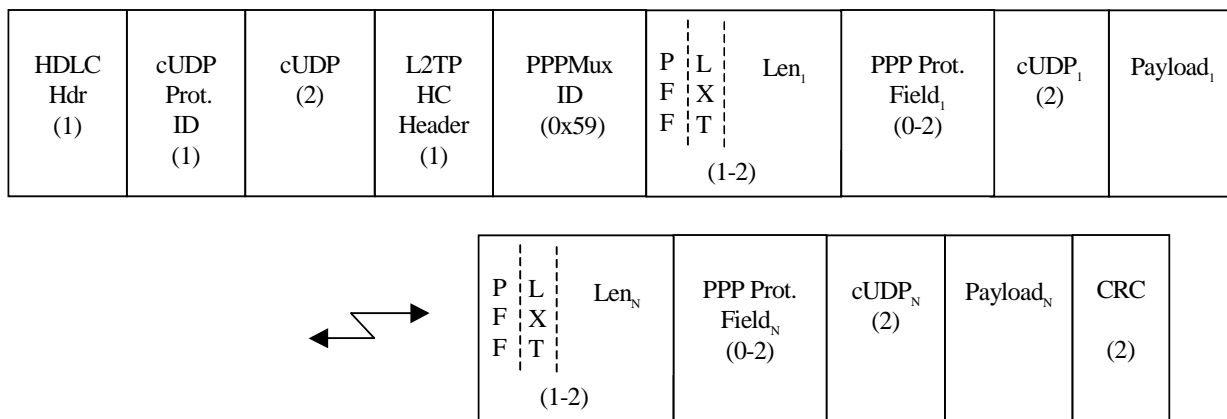 HDLC
Hdr
(1)
cUDP
Prot.
ID
(1)
cUDP
(2)
L2TP
HC
Header
(1)
PPPMux
ID
(0x59)
P
F
F
L
X
T
Len₁
(1-2)
PPP Prot.
Field₁
(0-2)
cUDP₁
(2)
Payload₁
P
F
F
L
X
T
Lenₙ
(1-2)
PPP Prot.
Fieldₙ
(0-2)
cUDPₙ
(2)
Payloadₙ
CRC
(2)